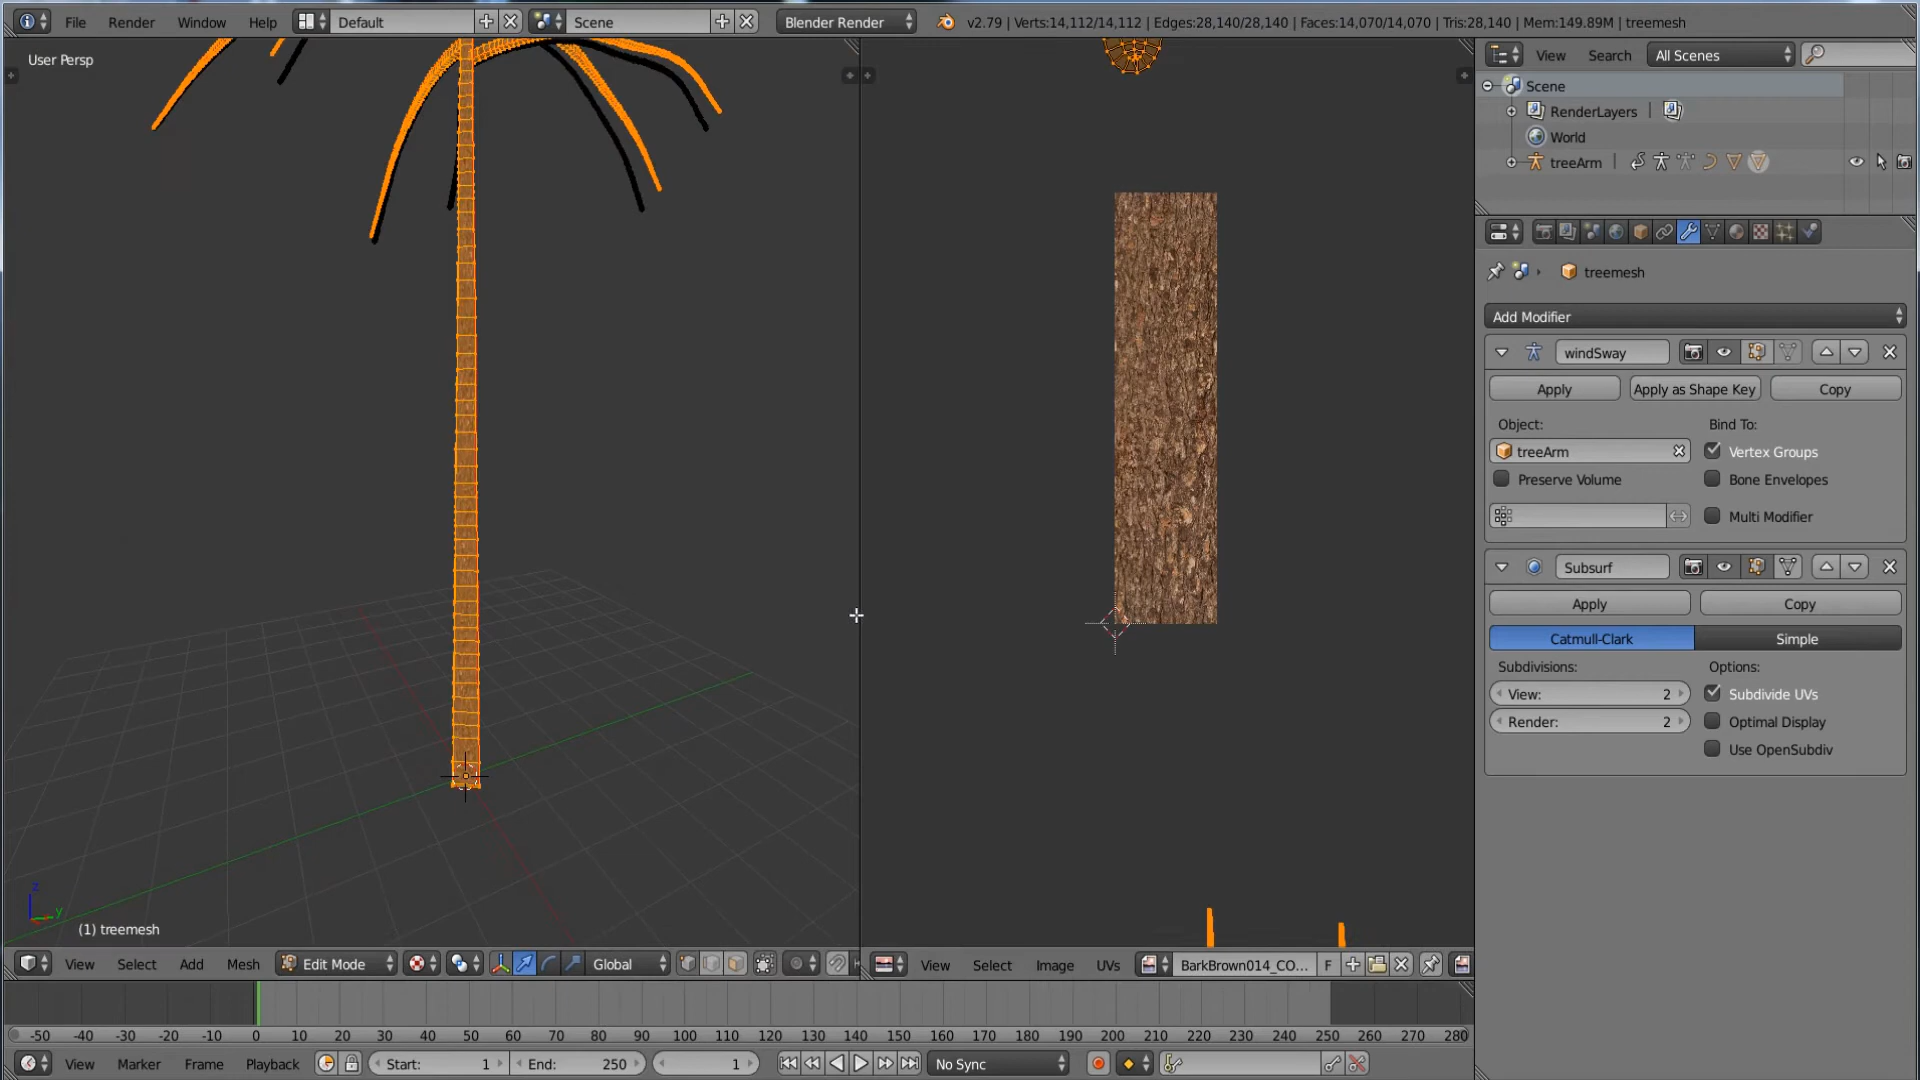 File Render Window Help Default Scene Blender Render v2.79 | Verts:14,112/14,112 | Edges:28,140/28,140 | Faces:14,070/14,070 | Tris:28,140 | Mem:149.89M | treemesh
User Persp
View Search All Scenes
Scene
RenderLayers
World
treeArm
treemesh
Add Modifier
windSway
Apply Apply as Shape Key Copy
Object: Bind To:
treeArm Vertex Groups
Preserve Volume Bone Envelopes
Multi Modifier
Subsurf
Apply Copy
Catmull-Clark Simple
Subdivisions: Options:
View: 2 Subdivide UVs
Render: 2 Optimal Display
Use OpenSubdiv
z
y
(1) treemesh
View Select Add Mesh Edit Mode Global
View Select Image UVs BarkBrown014_CO... F
-50 -40 -30 -20 -10 0 10 20 30 40 50 60 70 80 90 100 110 120 130 140 150 160 170 180 190 200 210 220 230 240 250 260 270 280
View Marker Frame Playback Start: 1 End: 250 1 No Sync